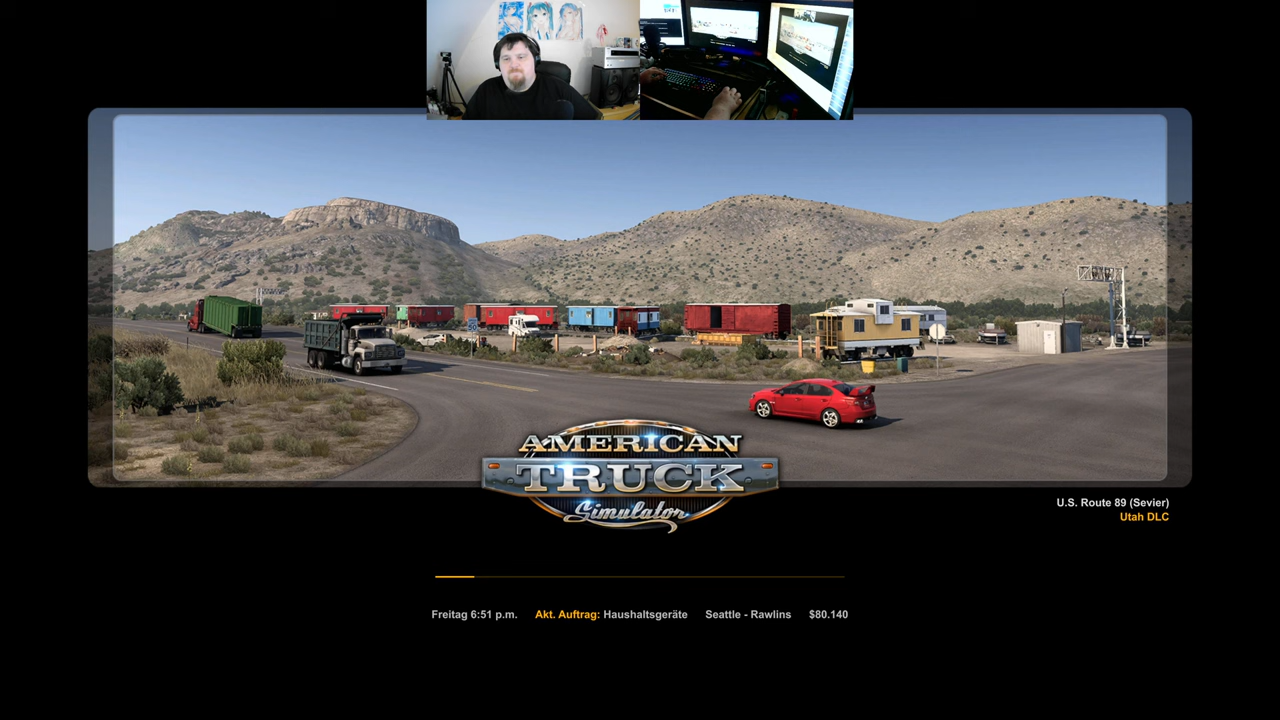 AMERICAN
TRUCK
Simulator
U.S. Route 89 (Sevier)
Utah DLC
Freitag 6:51 p.m. Akt. Auftrag: Haushaltsgeräte Seattle - Rawlins $80.140